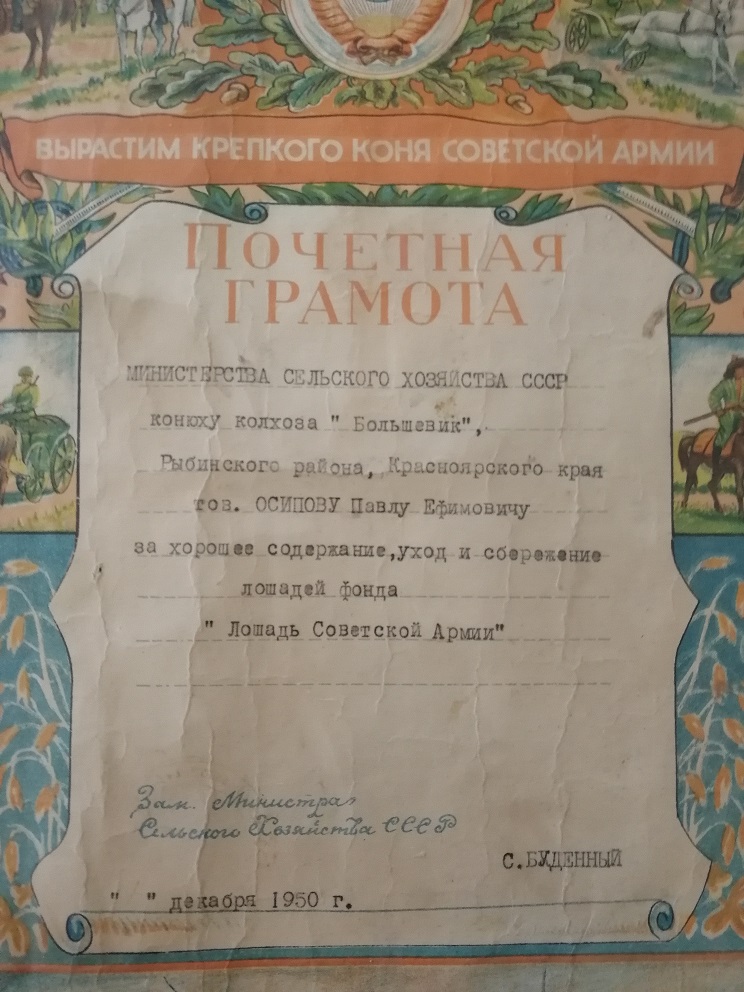 ВЫРАСТИМ КРЕПКОГО КОНЯ СОВЕТСКОЙ АРМИИ
ПОЧЕТНАЯ
ГРАМОТА
МИНИСТЕРСТВА СЕЛЬСКОГО ХОЗЯЙСТВА СССР
конюху колхоза " Большевик",
Рыбинского района, Красноярского края
тов. ОСИПОВУ Павлу Ефимовичу
за хорошее содержание,уход и сбережение
лошадей фонда
" Лошадь Советской Армии"
Зам. Министра
Сельского Хозяйства СССР
С.БУДЕННЫЙ
" " декабря 1950 г.